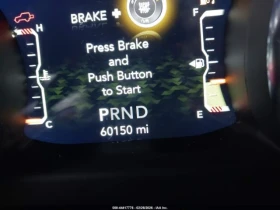 BRAKE +
H
F
Press Brake
and
Push Button
to Start
PRND
C
E
60150 mi